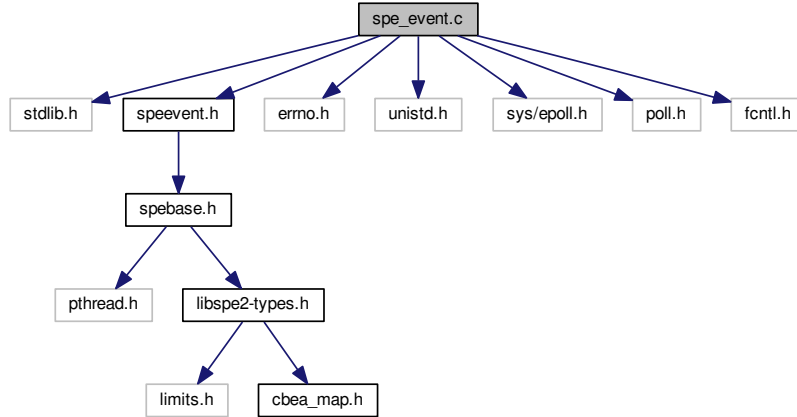 spe_event.c
stdlib.h
speevent.h
errno.h
unistd.h
sys/epoll.h
poll.h
fcntl.h
spebase.h
pthread.h
libspe2-types.h
limits.h
cbea_map.h